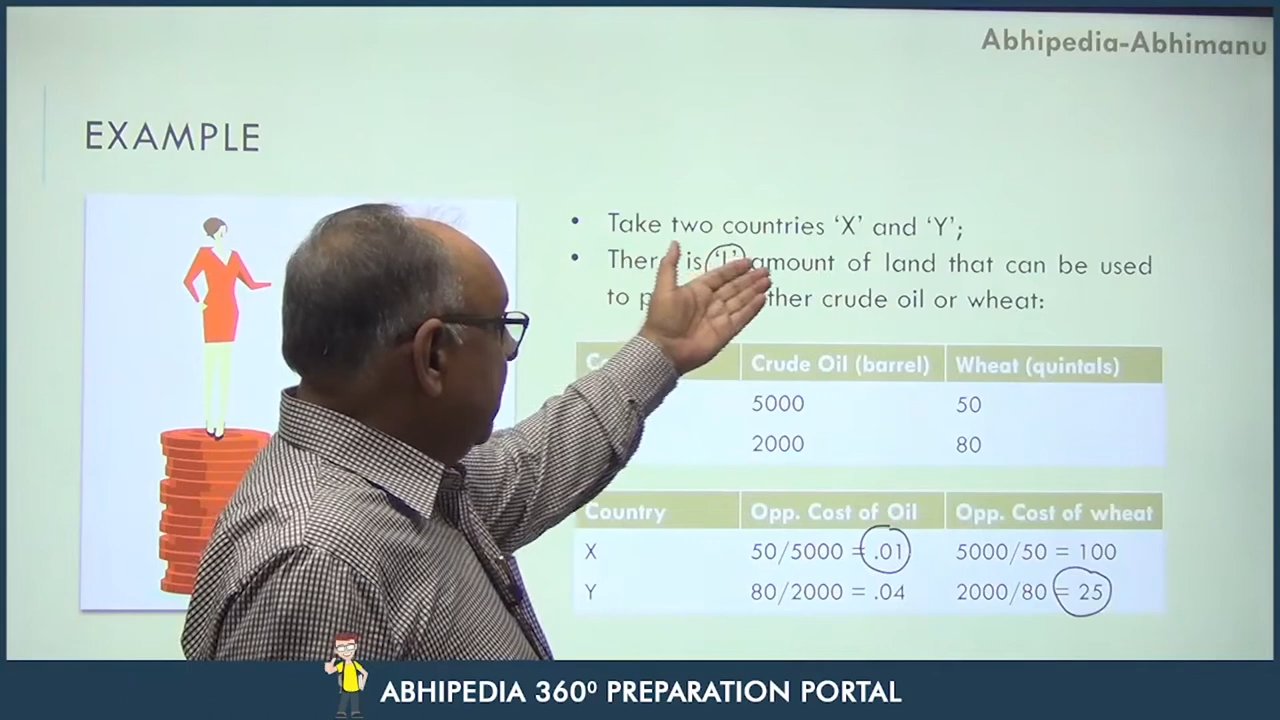 Abhipedia-Abhimanu
EXAMPLE
• Take two countries ‘X’ and ‘Y’;
• is ‘L’ amount of land that can be used
to crude oil or wheat:
Crude Oil (barrel) Wheat (quintals)
5000 50
2000 80
Country Opp. Cost of Oil Opp. Cost of wheat
X 50/5000 = .01 5000/50 = 100
Y 80/2000 = .04 2000/80 = 25
ABHIPEDIA 360⁰ PREPARATION PORTAL